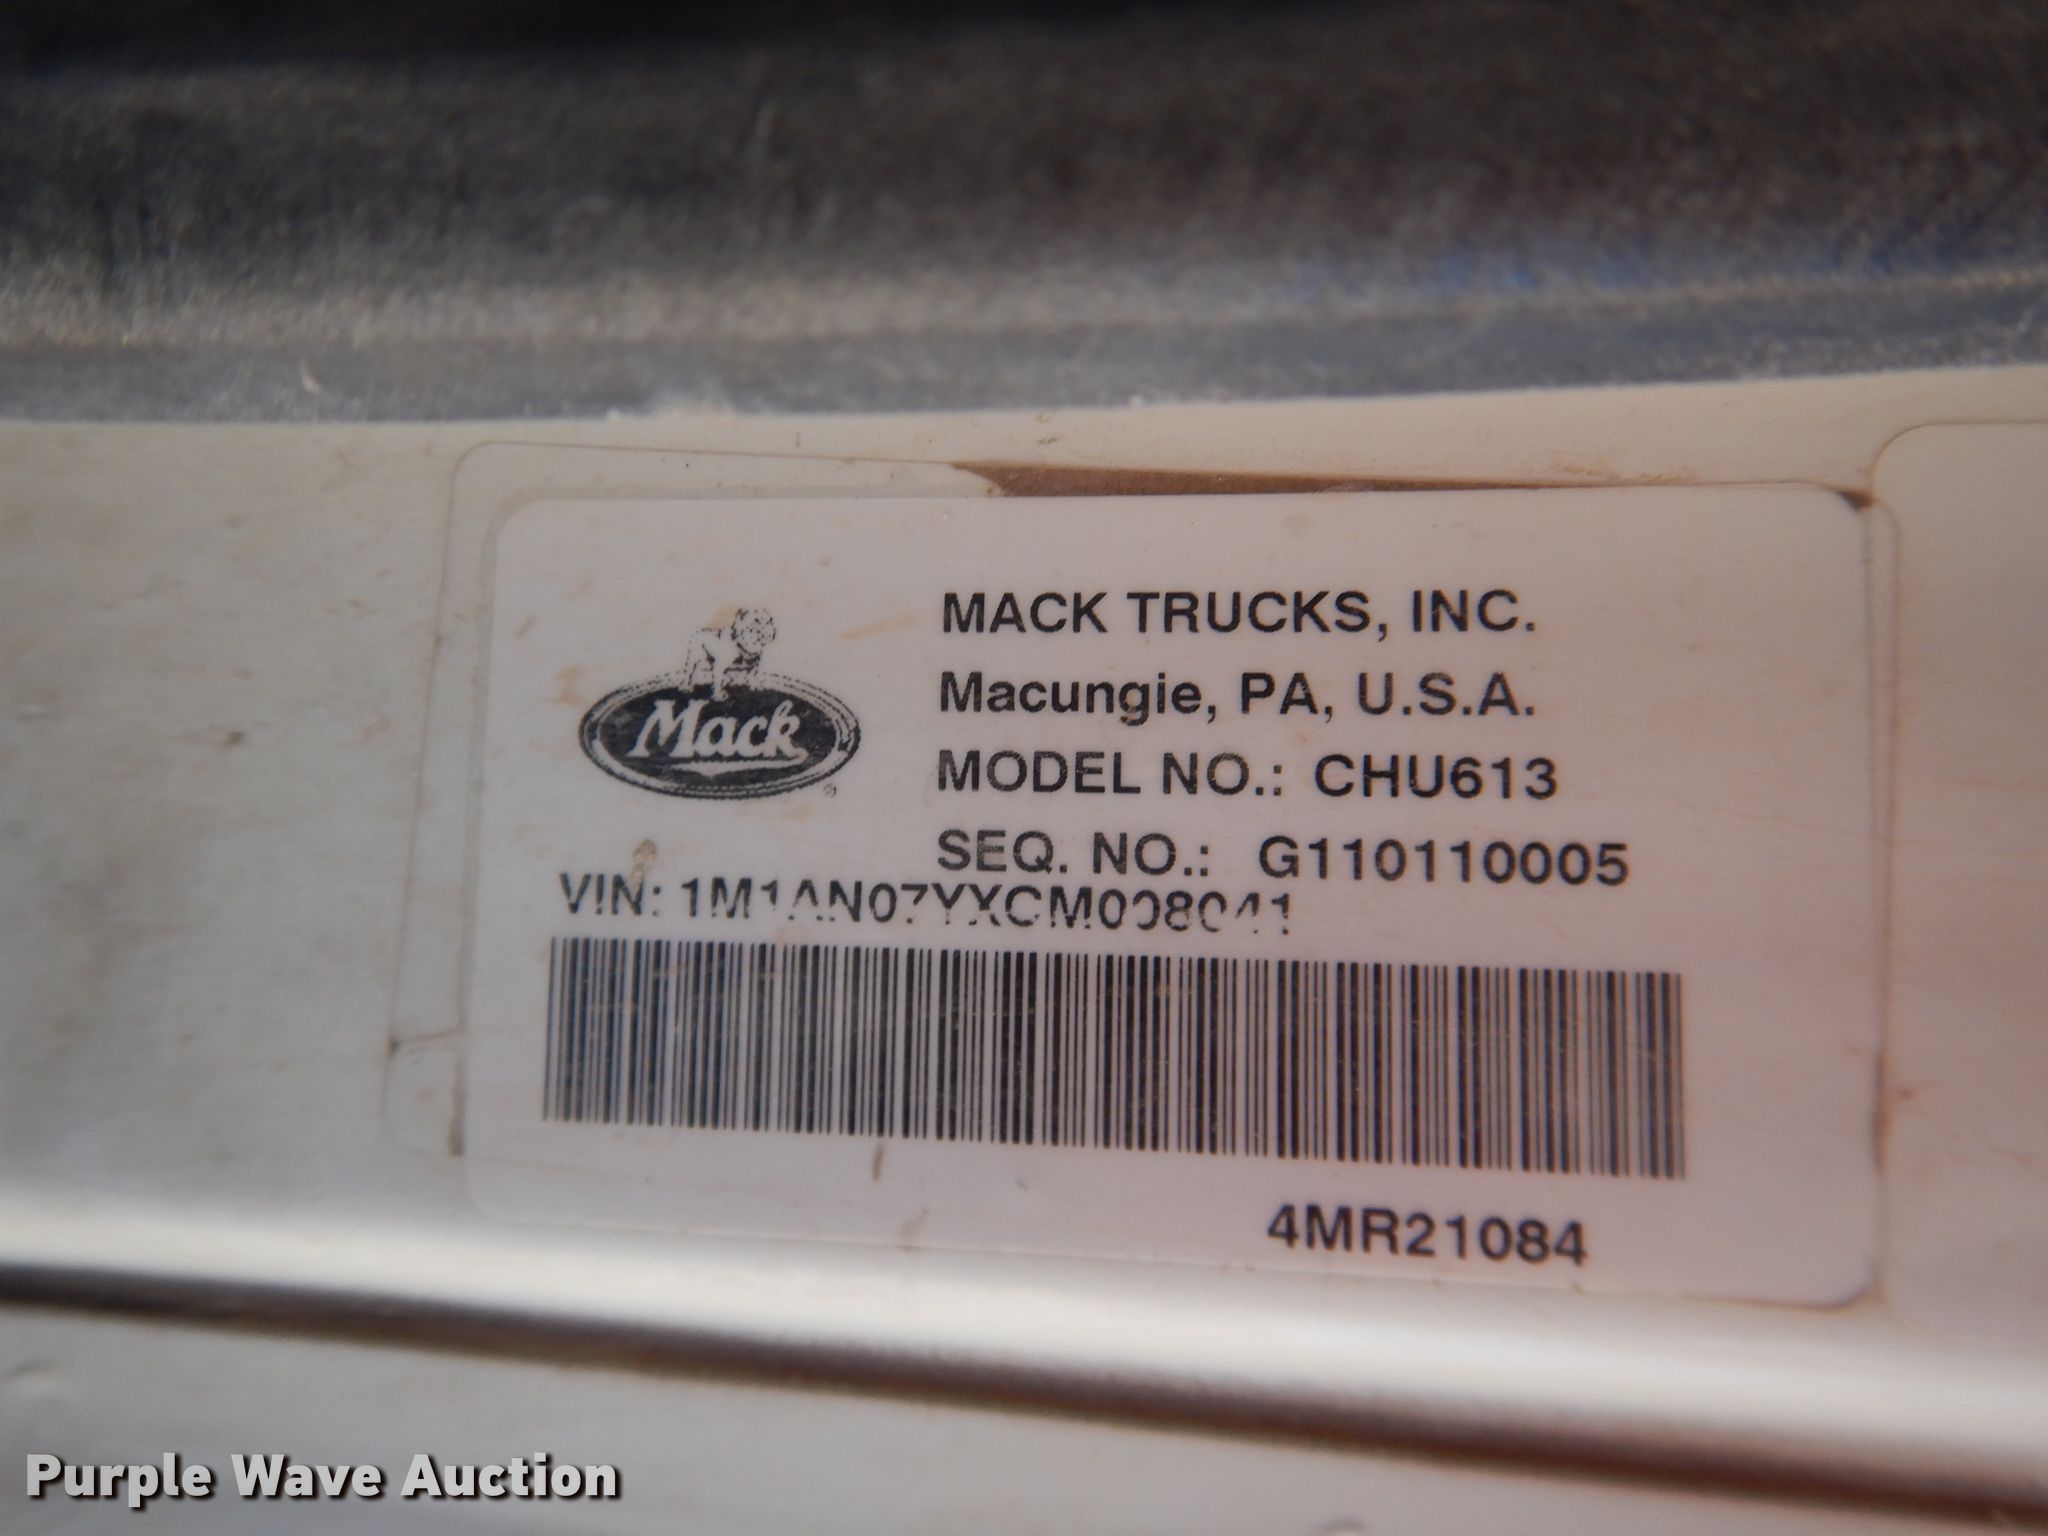 Mack
®
MACK TRUCKS, INC.
Macungie, PA, U.S.A.
MODEL NO.: CHU613
SEQ. NO.: G110110005
VIN: 1M1AN07YXCM008041
4MR21084
Purple Wave Auction